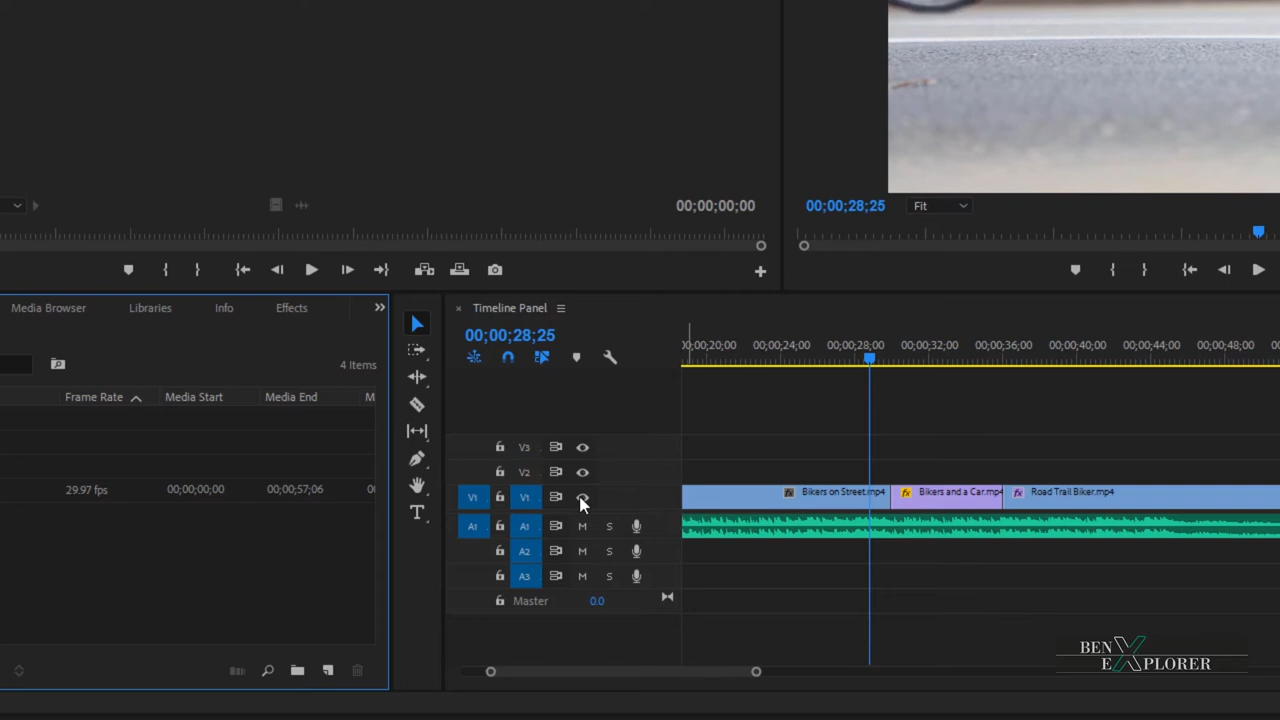 00;00;00;00
00;00;28;25
Fit
Media Browser
Libraries
Info
Effects
4 Items
Frame Rate
Media Start
Media End
M
29.97 fps
00;00;00;00
00;00;57;06
00
Timeline Panel
00;00;28;25
00;00;20;00
00;00;24;00
00;00;28;00
00;00;32;00
00;00;36;00
00;00;40;00
00;00;44;00
00;00;48;00
00
V3
V2
V1
V1
Bikers on Street.mp4
Bikers and a Car.mp4
Road Trail Biker.mp4
A1
A1
M
S
A2
M
S
A3
M
S
Master
0.0
BEN
EXPLORER